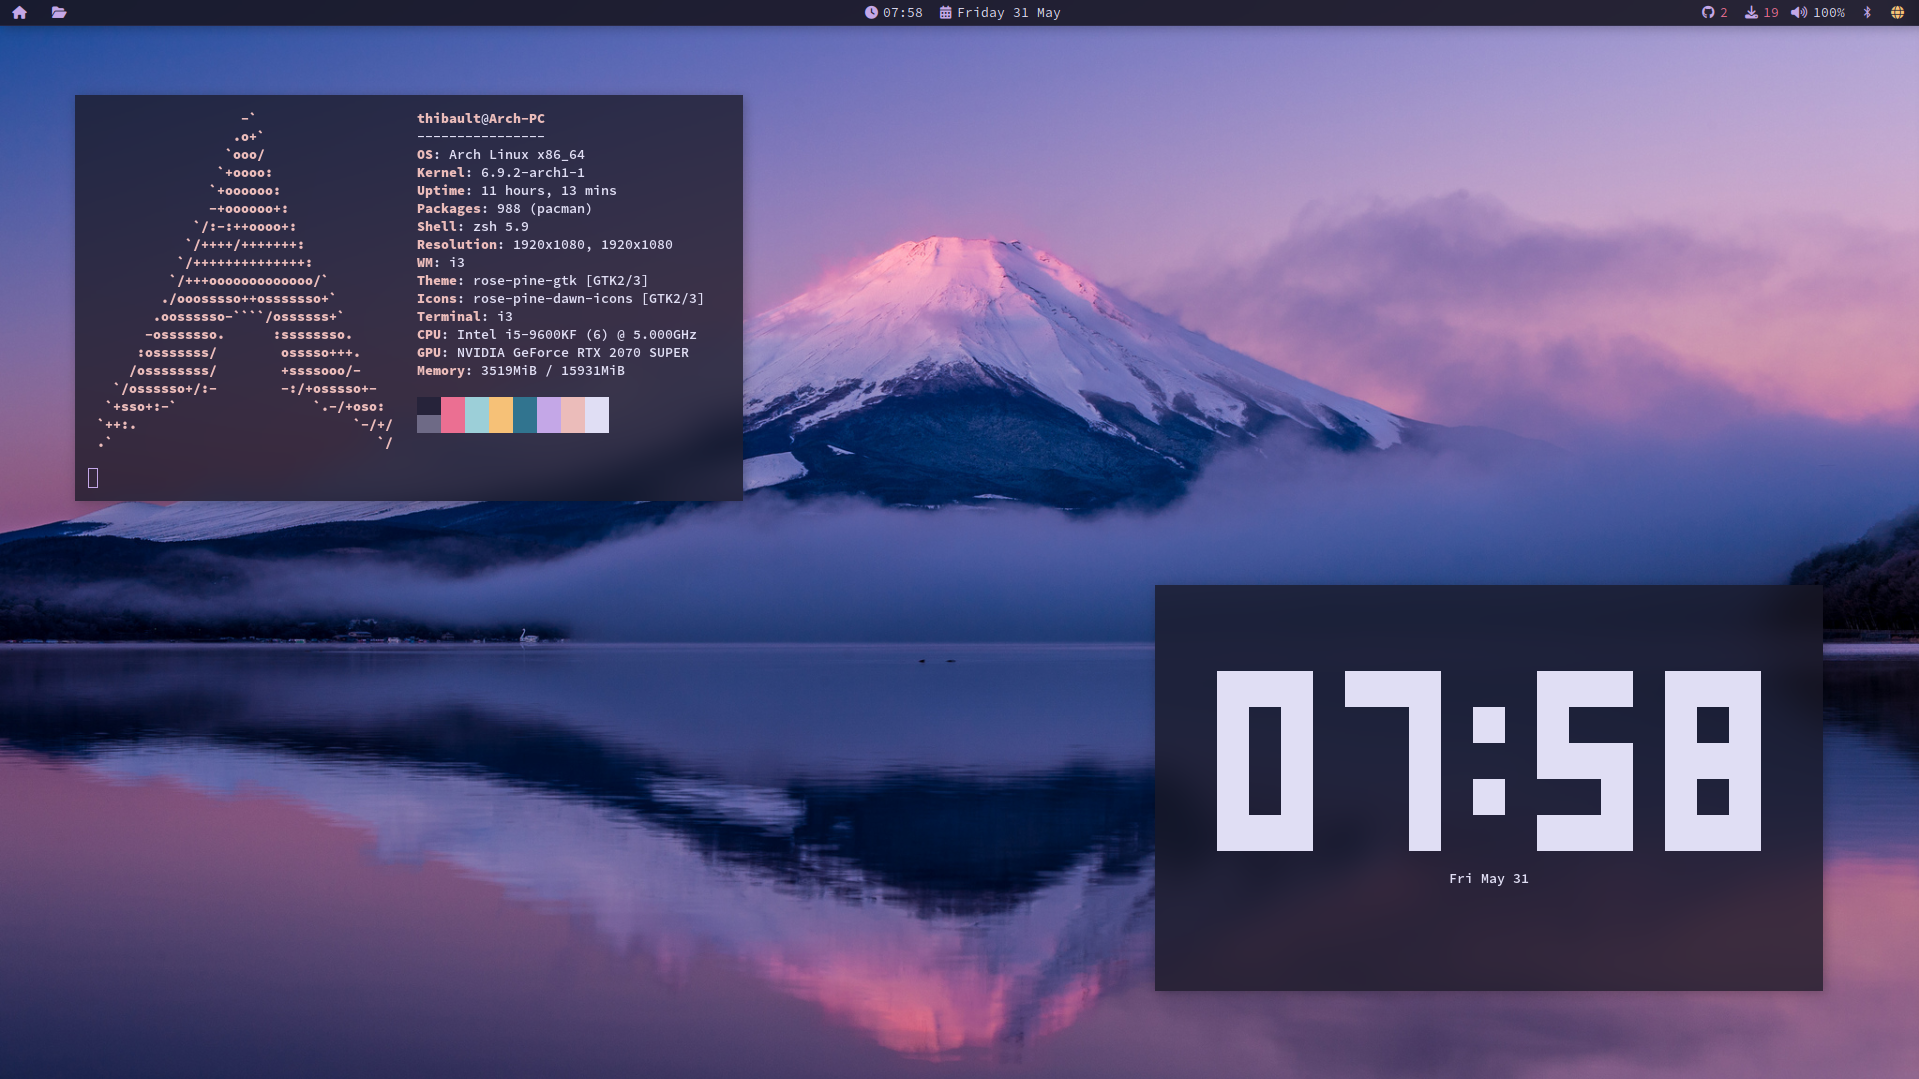 07:58 Friday 31 May 2 19 100%
thibault@Arch-PC
----------------
OS: Arch Linux x86_64
Kernel: 6.9.2-arch1-1
Uptime: 11 hours, 13 mins
Packages: 988 (pacman)
Shell: zsh 5.9
Resolution: 1920x1080, 1920x1080
WM: i3
Theme: rose-pine-gtk [GTK2/3]
Icons: rose-pine-dawn-icons [GTK2/3]
Terminal: i3
CPU: Intel i5-9600KF (6) @ 5.000GHz
GPU: NVIDIA GeForce RTX 2070 SUPER
Memory: 3519MiB / 15931MiB
07:58
Fri May 31